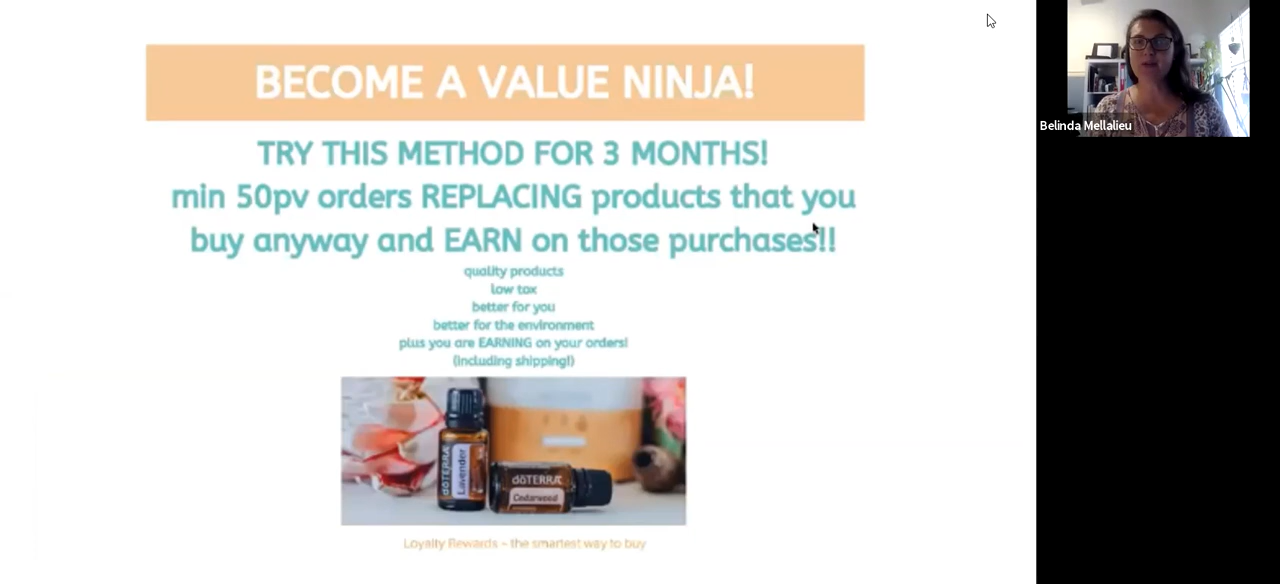 BECOME A VALUE NINJA!
TRY THIS METHOD FOR 3 MONTHS!
min 50pv orders REPLACING products that you
buy anyway and EARN on those purchases!!
quality products
low tox
better for you
better for the environment
plus you are EARNING on your orders!
(including shipping!)
dōTERRA
Lavender
dōTERRA
Cedarwood
Loyalty Rewards - the smartest way to buy
Belinda Mellalieu